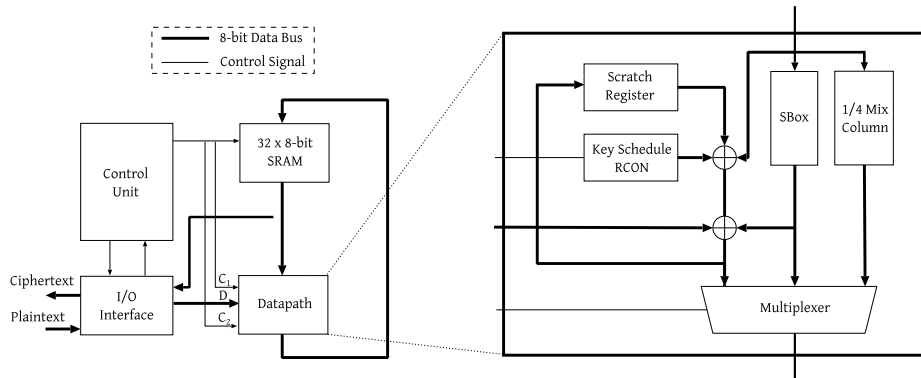 8-bit Data Bus
Control Signal
Control
Unit
32 x 8-bit
SRAM
Ciphertext
Plaintext
I/O
Interface
C₁
D
C₂
Datapath
Scratch
Register
Key Schedule
RCON
SBox
1/4 Mix
Column
Multiplexer